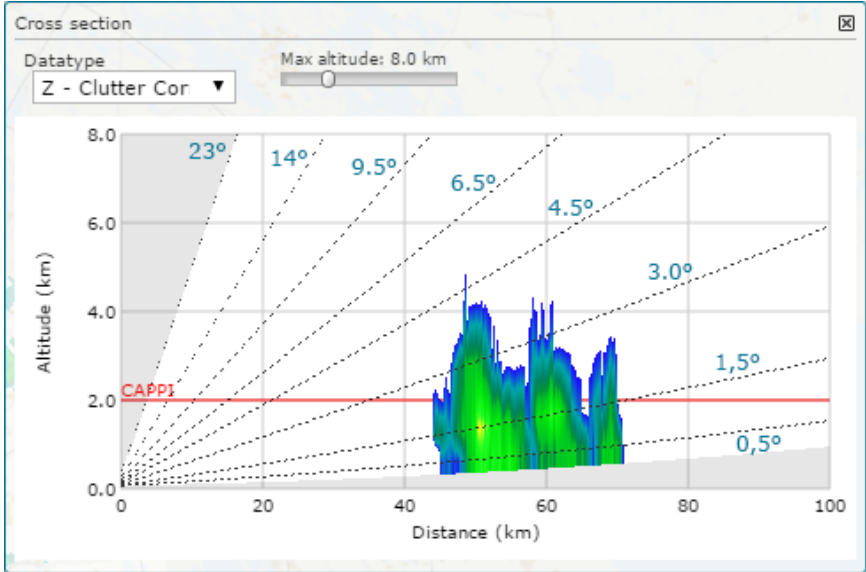 Cross section
Datatype
Max altitude: 8.0 km
Z - Clutter Cor
8.0
23º
14º
9.5º
6.5º
4.5º
6.0
3.0º
4.0
1,5º
CAPPI
2.0
0,5º
0.0
Altitude (km)
0
20
40
60
80
100
Distance (km)